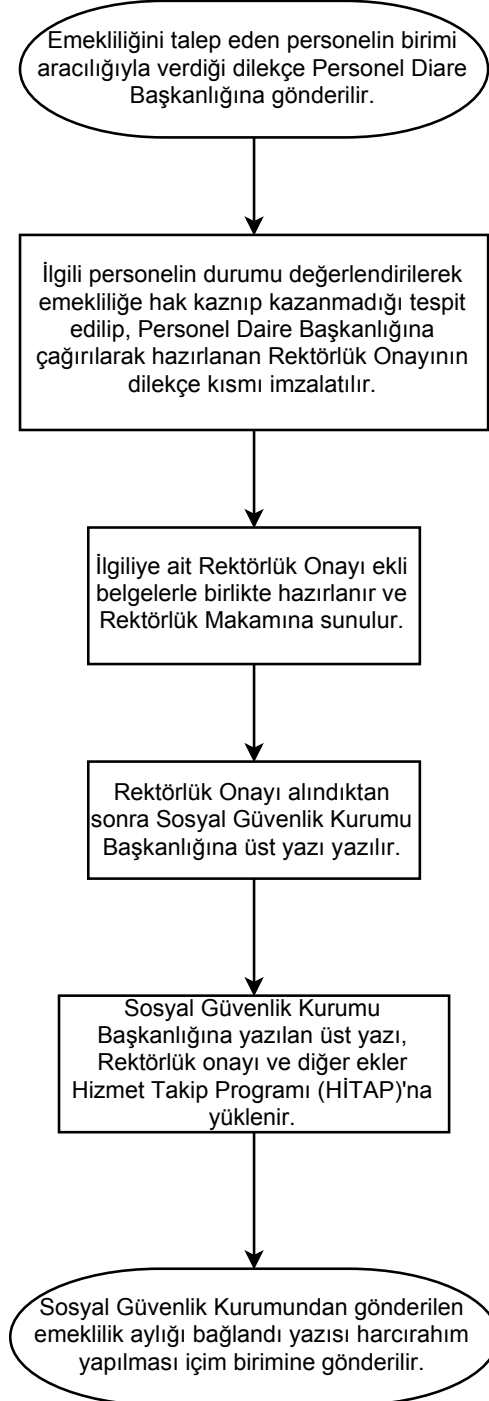 Emekliliğini talep eden personelin birimi
aracılığıyla verdiği dilekçe Personel Diare
Başkanlığına gönderilir.
İlgili personelin durumu değerlendirilerek
emekliliğe hak kaznıp kazanmadığı tespit
edilip, Personel Daire Başkanlığına
çağırılarak hazırlanan Rektörlük Onayının
dilekçe kısmı imzalatılır.
İlgiliye ait Rektörlük Onayı ekli
belgelerle birlikte hazırlanır ve
Rektörlük Makamına sunulur.
Rektörlük Onayı alındıktan
sonra Sosyal Güvenlik Kurumu
Başkanlığına üst yazı yazılır.
Sosyal Güvenlik Kurumu
Başkanlığına yazılan üst yazı,
Rektörlük onayı ve diğer ekler
Hizmet Takip Programı (HİTAP)'na
yüklenir.
Sosyal Güvenlik Kurumundan gönderilen
emeklilik aylığı bağlandı yazısı harcırahım
yapılması içim birimine gönderilir.